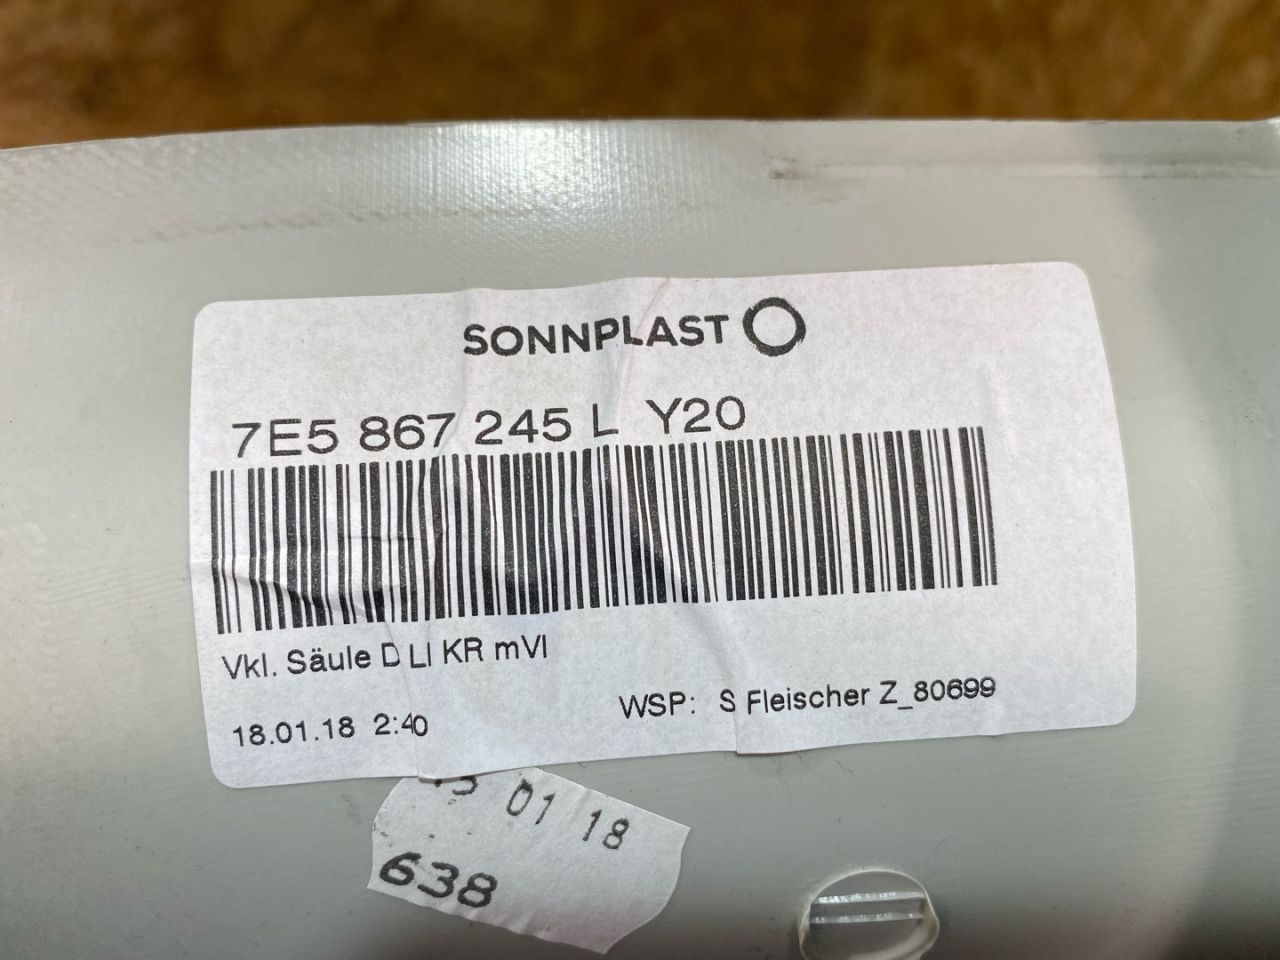 SONNPLAST
7E5 867 245 L Y20
Vkl. Säule D LI KR mVl
18.01.18 2:40
WSP: S Fleischer Z_80699
01 18
638